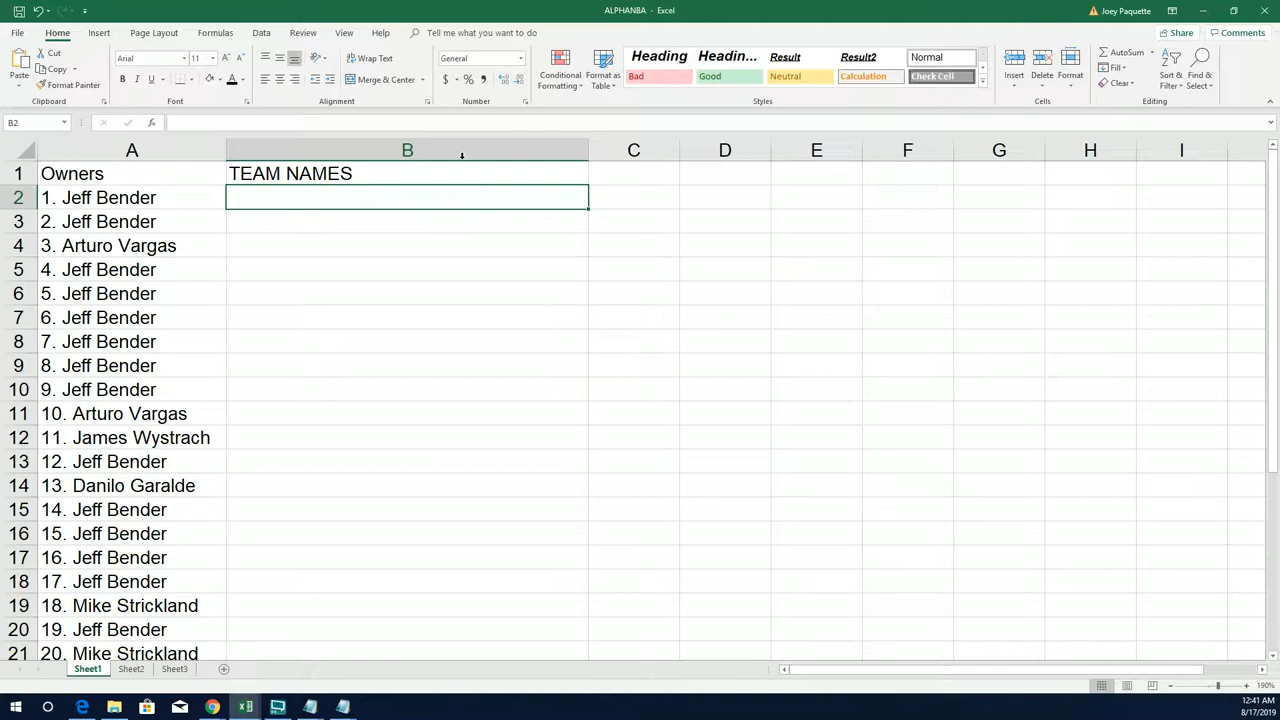 ALPHANBA - Excel
Joey Paquette
File Home Insert Page Layout Formulas Data Review View Help Tell me what you want to do
Share Comments
Paste
Cut
Copy
Format Painter
Clipboard
Arial 11
B I U
Font
Wrap Text
Merge & Center
Alignment
General
Number
Conditional Formatting
Format as Table
Heading Headin... Result Result2 Normal
Bad Good Neutral Calculation Check Cell
Styles
Insert Delete Format
Cells
AutoSum
Fill
Clear
Sort & Filter
Find & Select
Editing
B2
A B C D E F G H I
1 Owners TEAM NAMES
2 1. Jeff Bender
3 2. Jeff Bender
4 3. Arturo Vargas
5 4. Jeff Bender
6 5. Jeff Bender
7 6. Jeff Bender
8 7. Jeff Bender
9 8. Jeff Bender
10 9. Jeff Bender
11 10. Arturo Vargas
12 11. James Wystrach
13 12. Jeff Bender
14 13. Danilo Garalde
15 14. Jeff Bender
16 15. Jeff Bender
17 16. Jeff Bender
18 17. Jeff Bender
19 18. Mike Strickland
20 19. Jeff Bender
21 20. Mike Strickland
Sheet1 Sheet2 Sheet3
190%
12:41 AM
8/17/2019